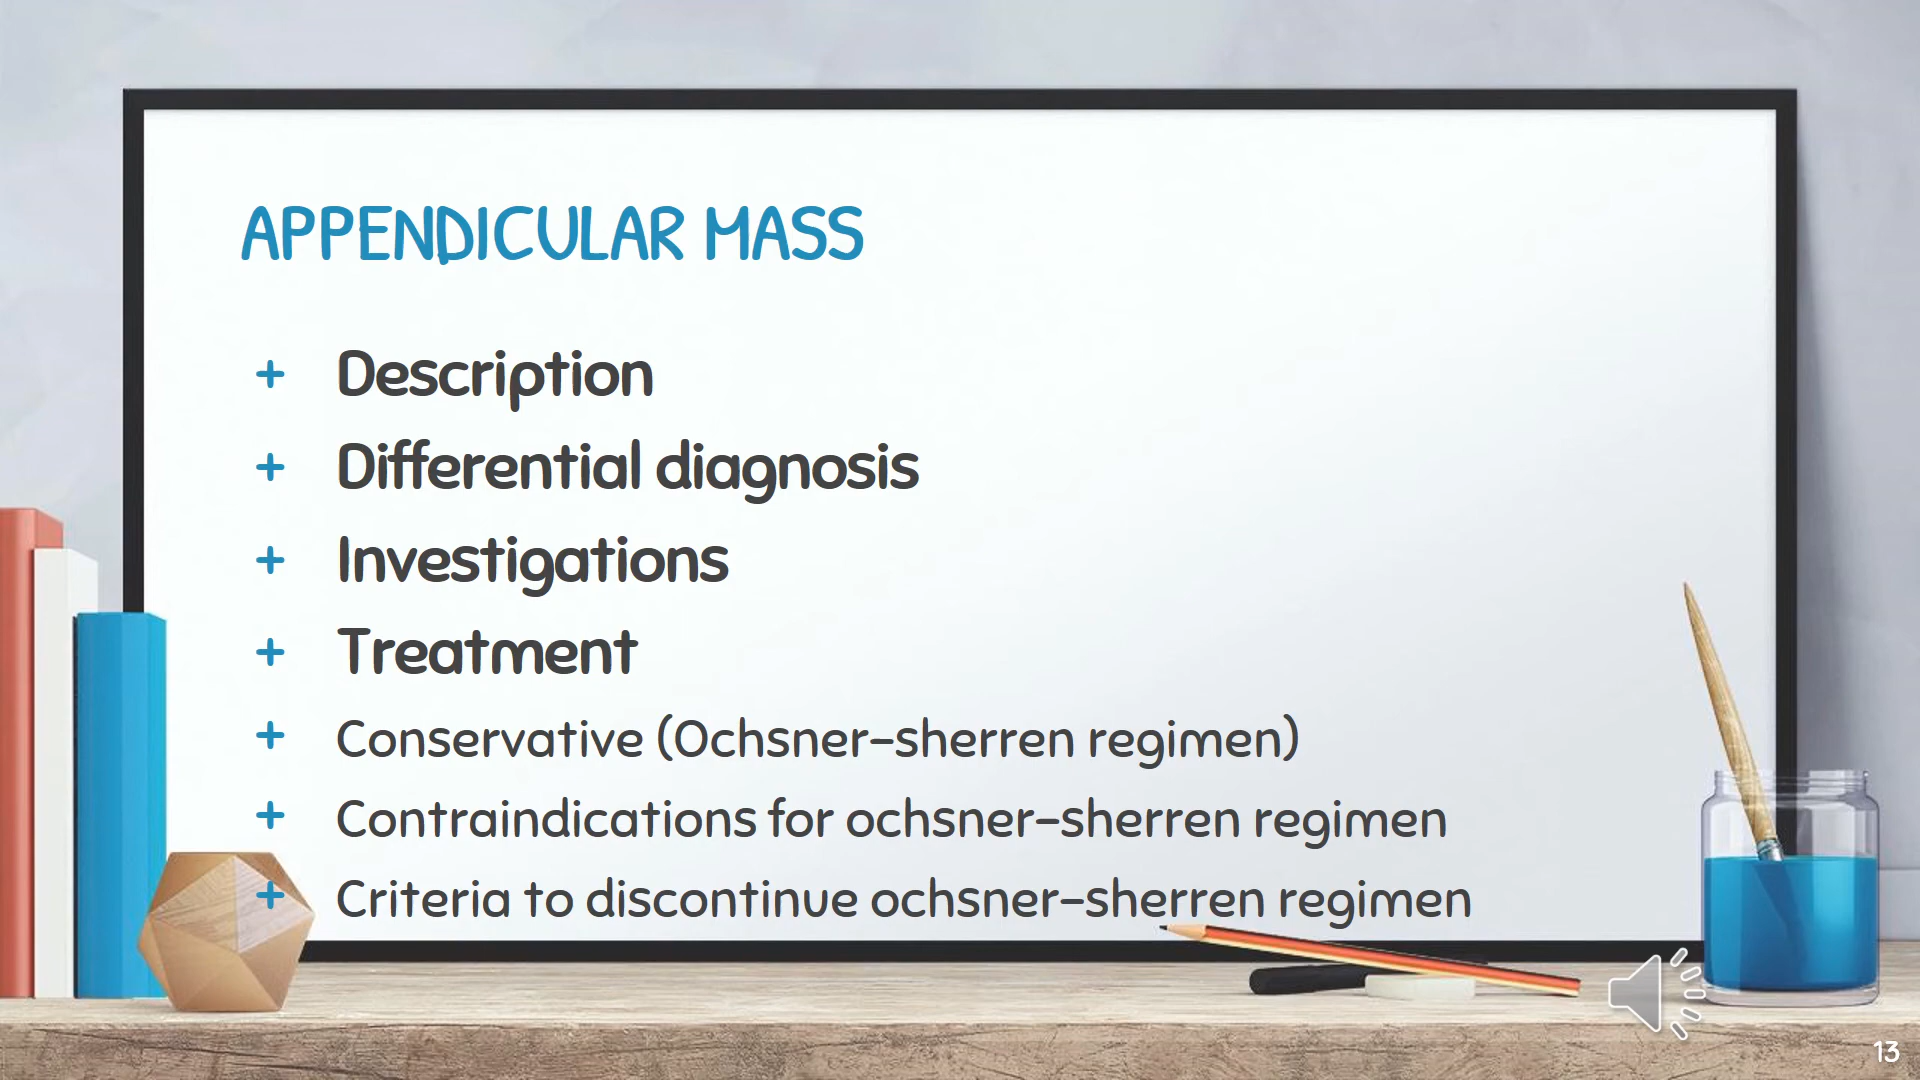 APPENDICULAR MASS
+ Description
+ Differential diagnosis
+ Investigations
+ Treatment
+ Conservative (Ochsner-sherren regimen)
+ Contraindications for ochsner-sherren regimen
+ Criteria to discontinue ochsner-sherren regimen
13